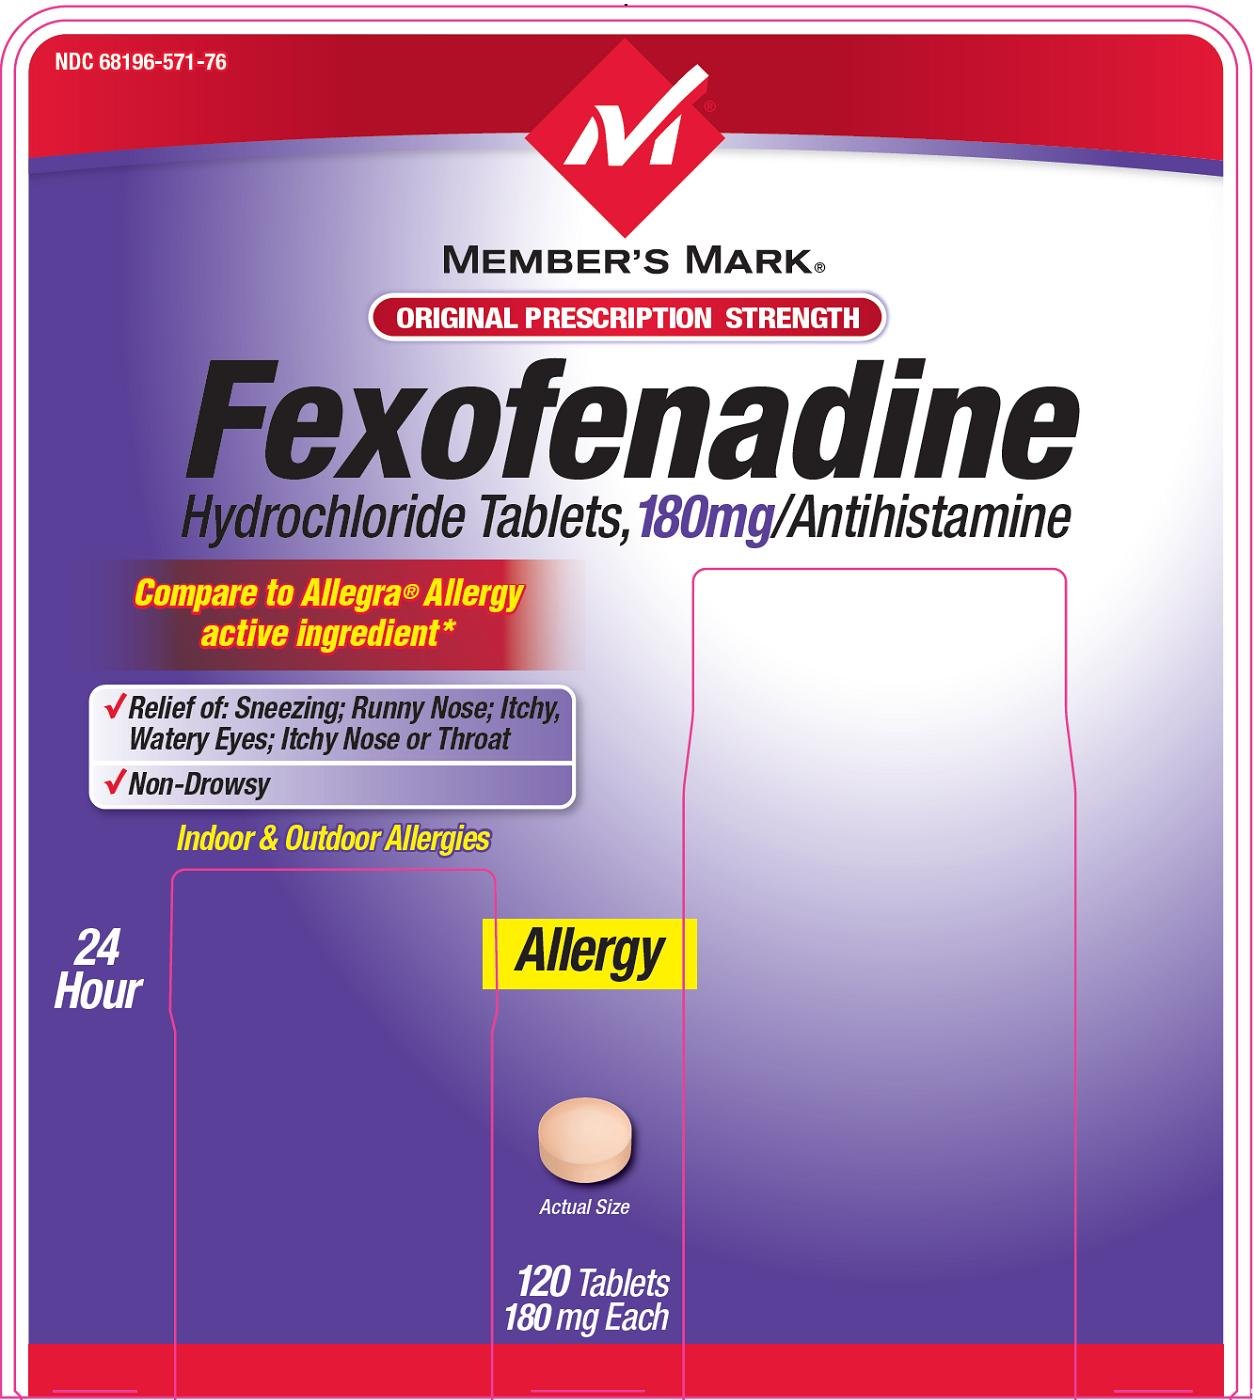 NDC 68196-571-76
M®
MEMBER'S MARK®
ORIGINAL PRESCRIPTION STRENGTH
Fexofenadine
Hydrochloride Tablets, 180mg/Antihistamine
Compare to Allegra® Allergy
active ingredient*
Relief of: Sneezing; Runny Nose; Itchy,
Watery Eyes; Itchy Nose or Throat
Non-Drowsy
Indoor & Outdoor Allergies
24
Hour
Allergy
Actual Size
120 Tablets
180 mg Each